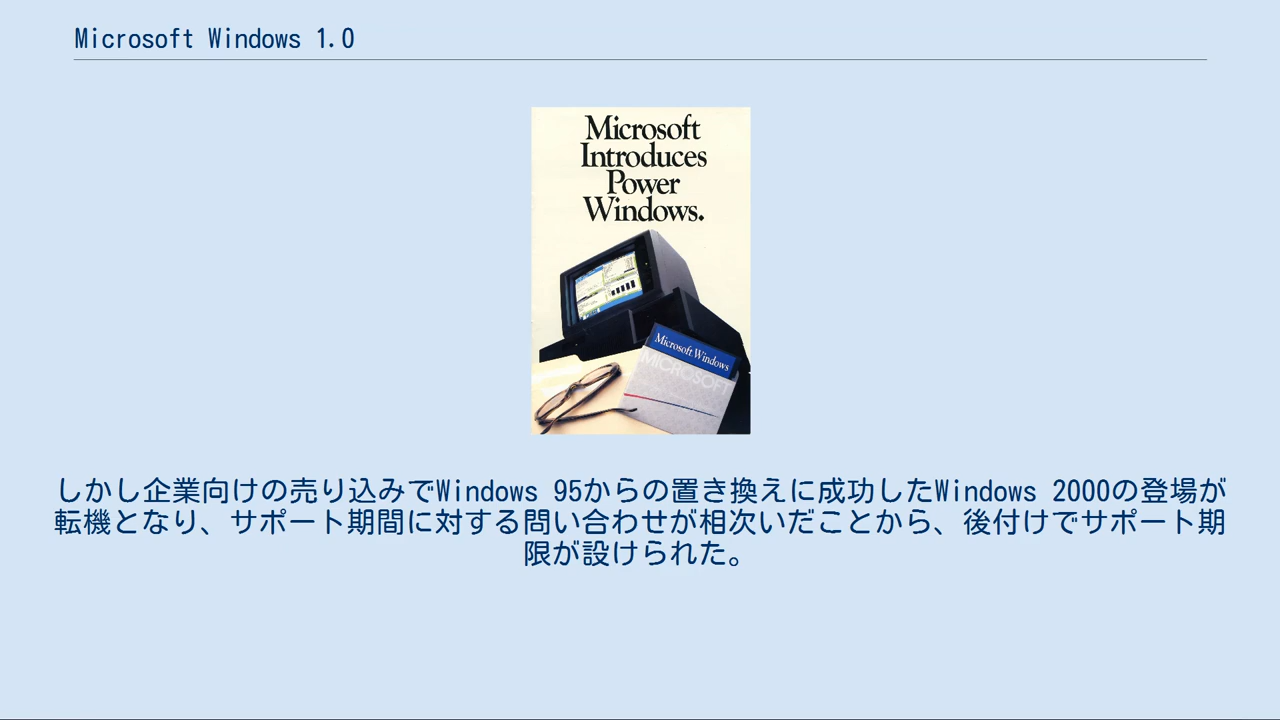 Microsoft Windows 1.0
Microsoft
Introduces
Power
Windows.
Microsoft Windows
MICROSOFT
しかし企業向けの売り込みでWindows 95からの置き換えに成功したWindows 2000の登場が
転機となり、サポート期間に対する問い合わせが相次いだことから、後付けでサポート期
限が設けられた。